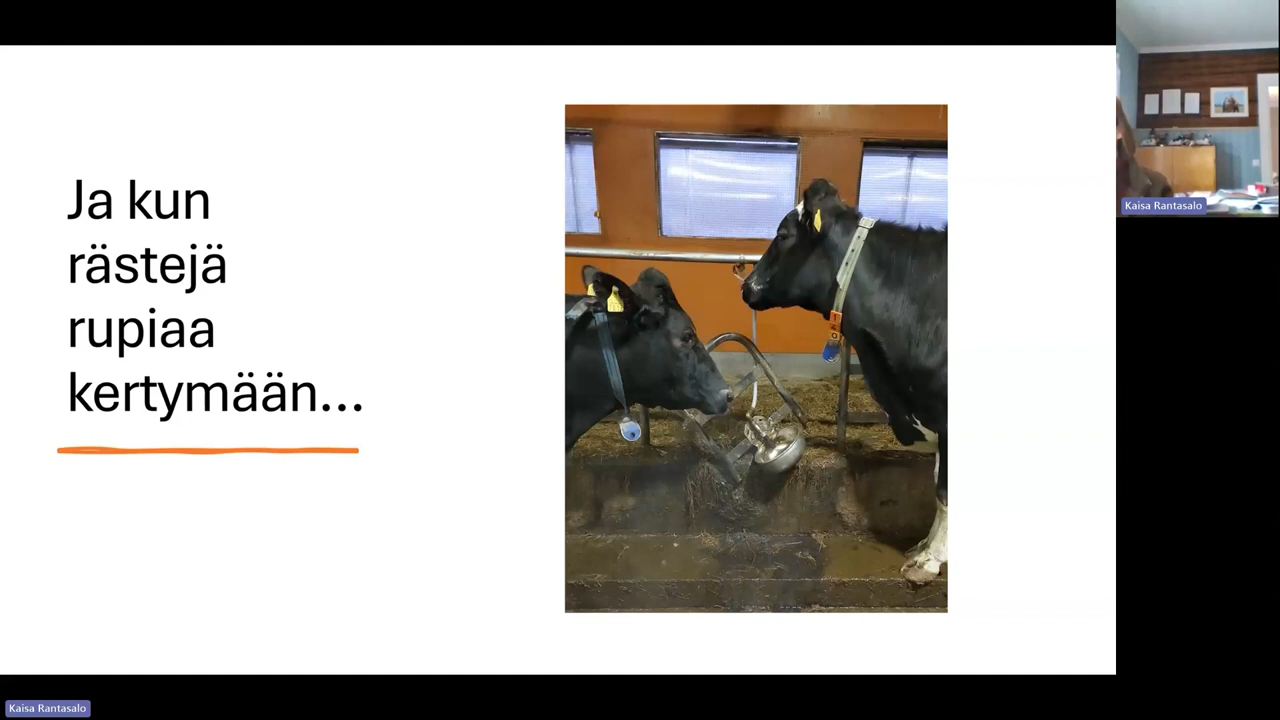 Ja kun
rästejä
rupiaa
kertymään...
Kaisa Rantasalo
Kaisa Rantasalo